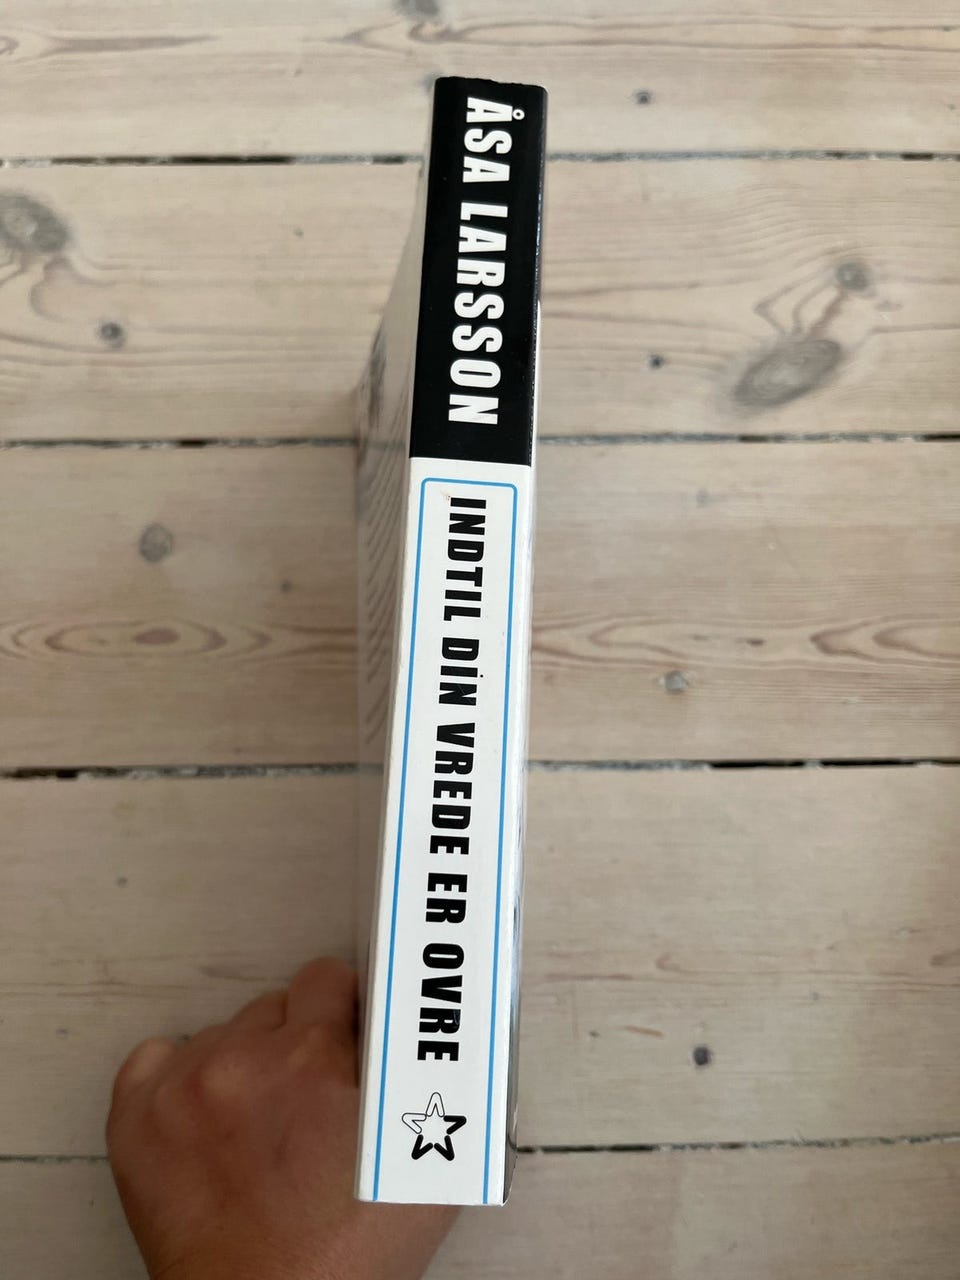 ÅSA LARSSON
INDTIL DIN VREDE ER OVRE